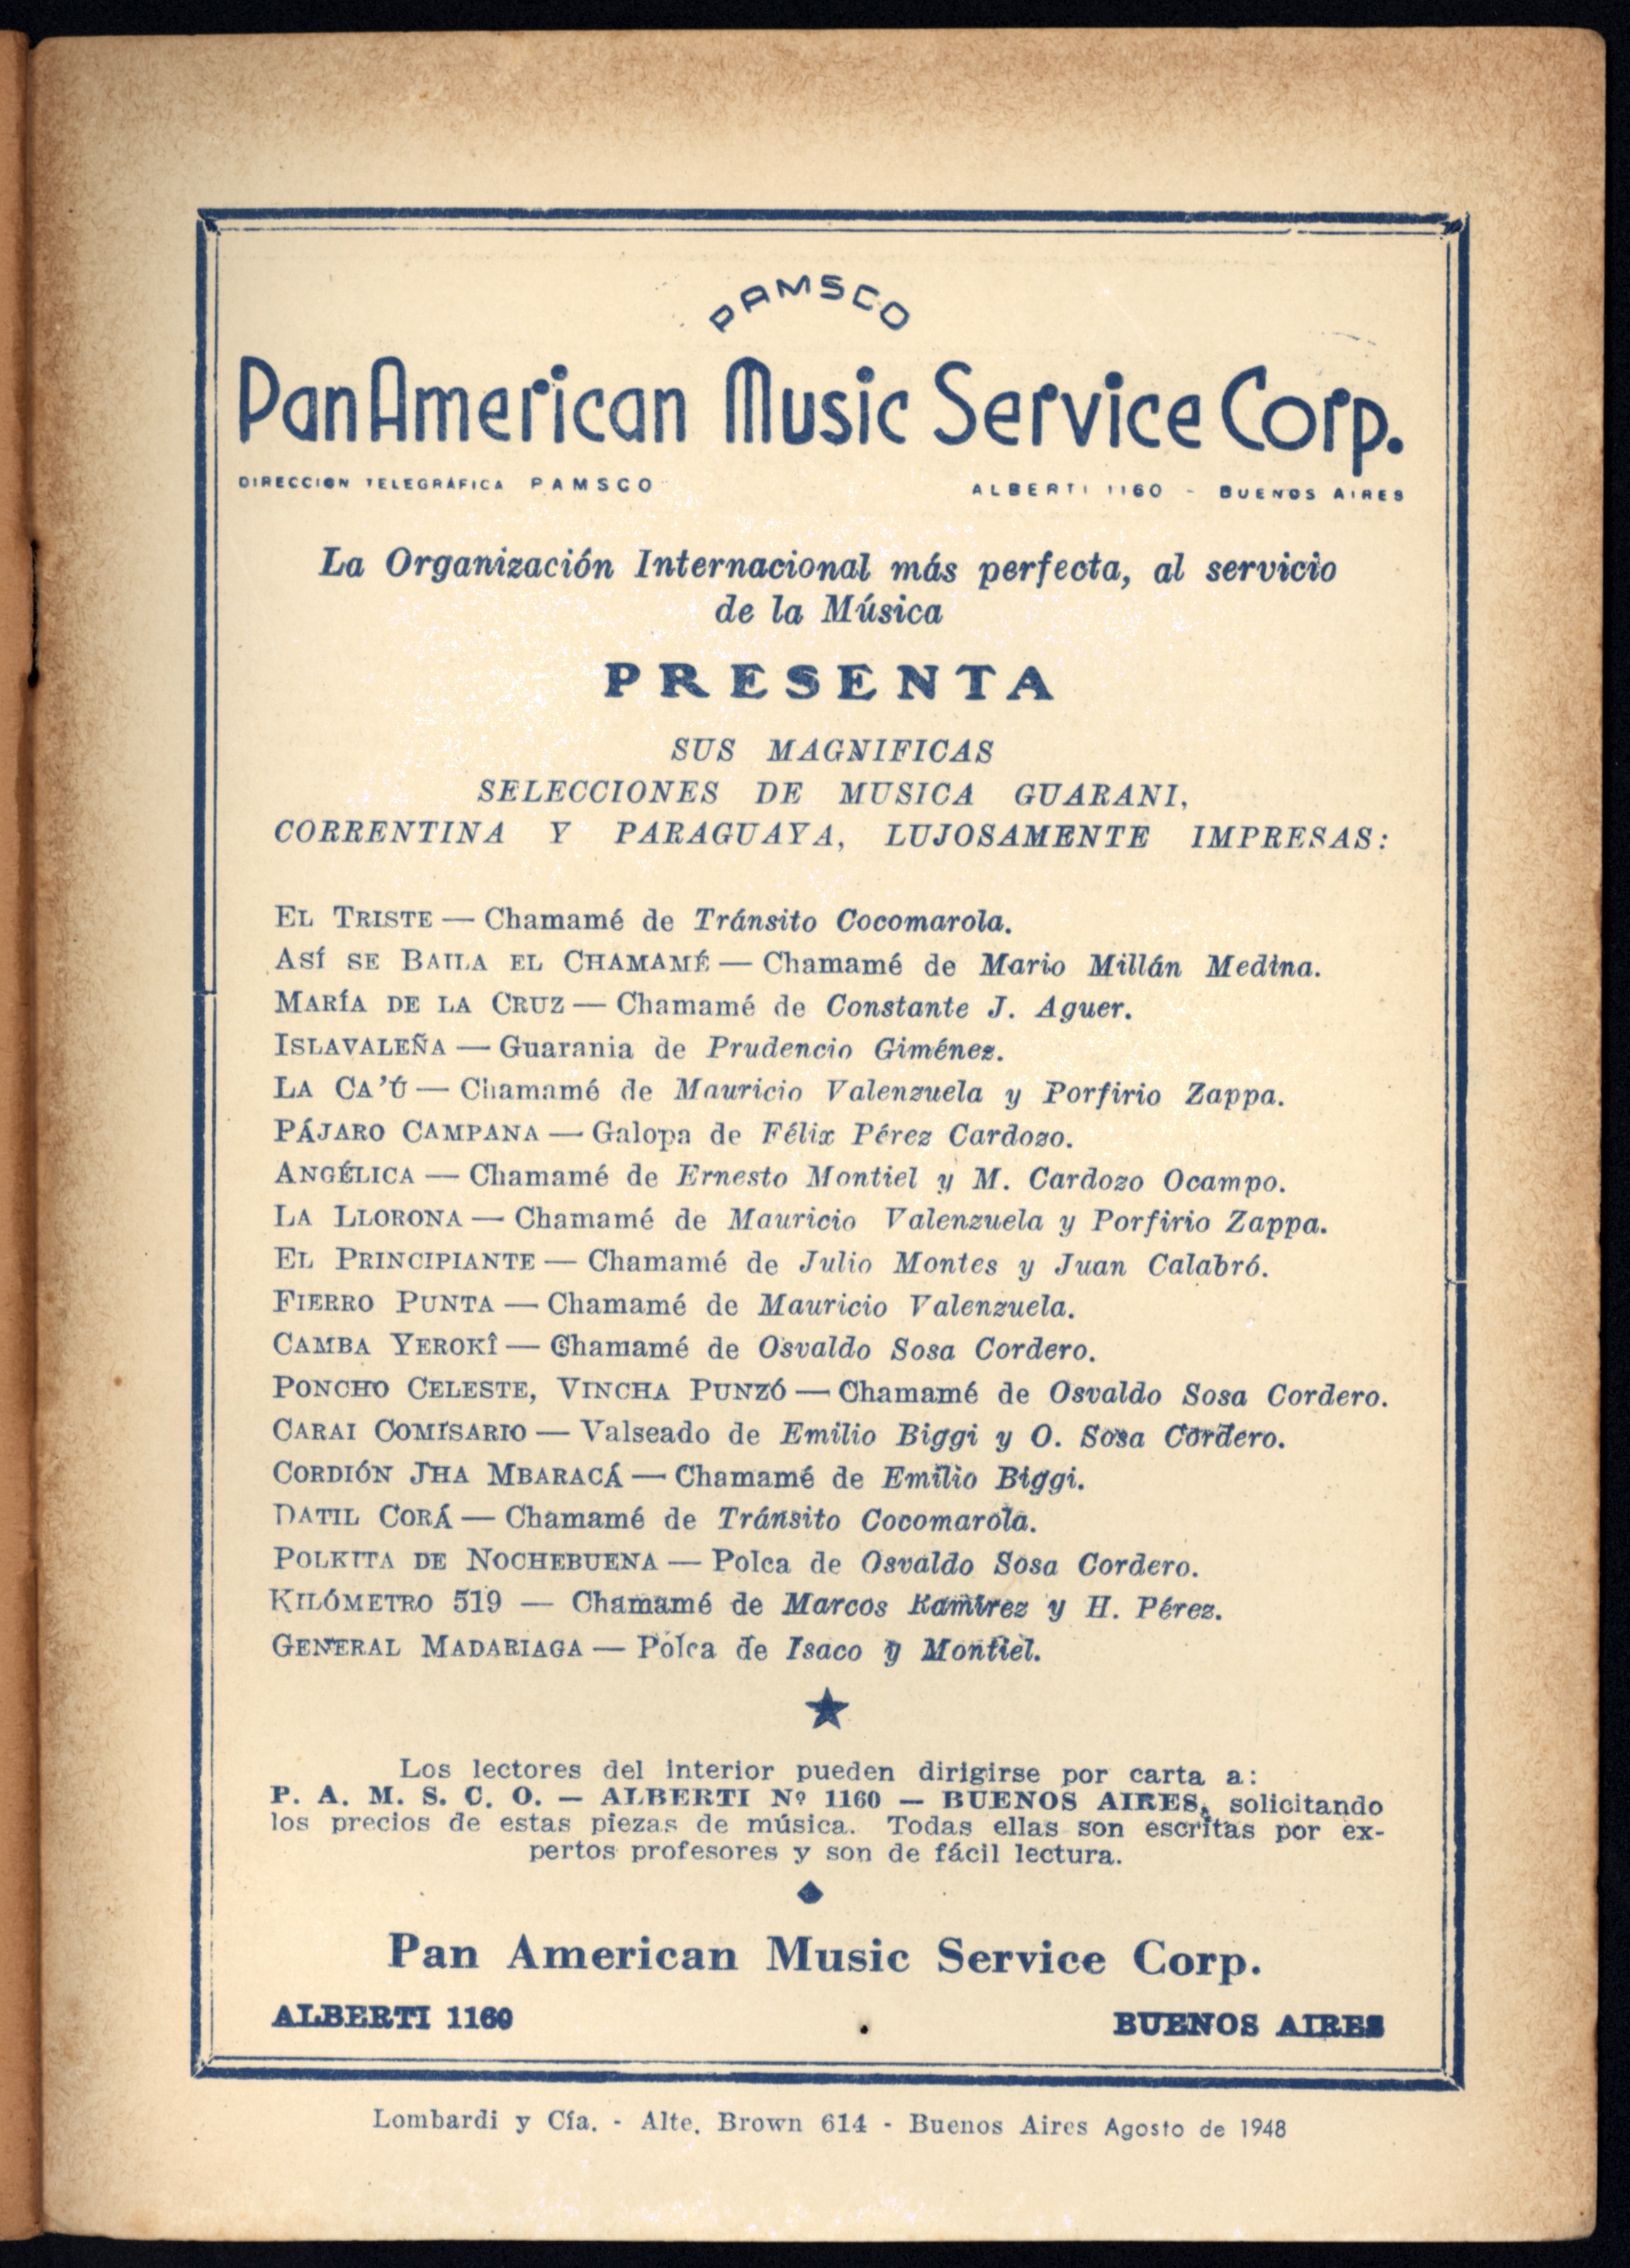 PAMSCO
PanAmerican Music Service Corp.
DIRECCION TELEGRÁFICA PAMSCO ALBERTI 1160 - BUENOS AIRES
La Organización Internacional más perfecta, al servicio
de la Música
PRESENTA
SUS MAGNIFICAS
SELECCIONES DE MUSICA GUARANI,
CORRENTINA Y PARAGUAYA, LUJOSAMENTE IMPRESAS:
EL TRISTE — Chamamé de Tránsito Cocomarola.
ASÍ SE BAILA EL CHAMAMÉ — Chamamé de Mario Millán Medina.
MARÍA DE LA CRUZ — Chamamé de Constante J. Aguer.
ISLAVALEÑA — Guarania de Prudencio Giménez.
LA CA'Ú — Chamamé de Mauricio Valenzuela y Porfirio Zappa.
PÁJARO CAMPANA — Galopa de Félix Pérez Cardozo.
ANGÉLICA — Chamamé de Ernesto Montiel y M. Cardozo Ocampo.
LA LLORONA — Chamamé de Mauricio Valenzuela y Porfirio Zappa.
EL PRINCIPIANTE — Chamamé de Julio Montes y Juan Calabró.
FIERRO PUNTA — Chamamé de Mauricio Valenzuela.
CAMBA YEROKÎ — Chamamé de Osvaldo Sosa Cordero.
PONCHO CELESTE, VINCHA PUNZÓ — Chamamé de Osvaldo Sosa Cordero.
CARAI COMISARIO — Valseado de Emilio Biggi y O. Sosa Cordero.
CORDIÓN JHA MBARACÁ — Chamamé de Emilio Biggi.
DATIL CORÁ — Chamamé de Tránsito Cocomarola.
POLKITA DE NOCHEBUENA — Polca de Osvaldo Sosa Cordero.
KILÓMETRO 519 — Chamamé de Marcos Ramírez y H. Pérez.
GENERAL MADARIAGA — Polca de Isaco y Montiel.
Los lectores del interior pueden dirigirse por carta a:
P. A. M. S. C. O. — ALBERTI Nº 1160 — BUENOS AIRES, solicitando
los precios de estas piezas de música. Todas ellas son escritas por ex-
pertos profesores y son de fácil lectura.
Pan American Music Service Corp.
ALBERTI 1160 BUENOS AIRES
Lombardi y Cía. - Alte. Brown 614 - Buenos Aires Agosto de 1948